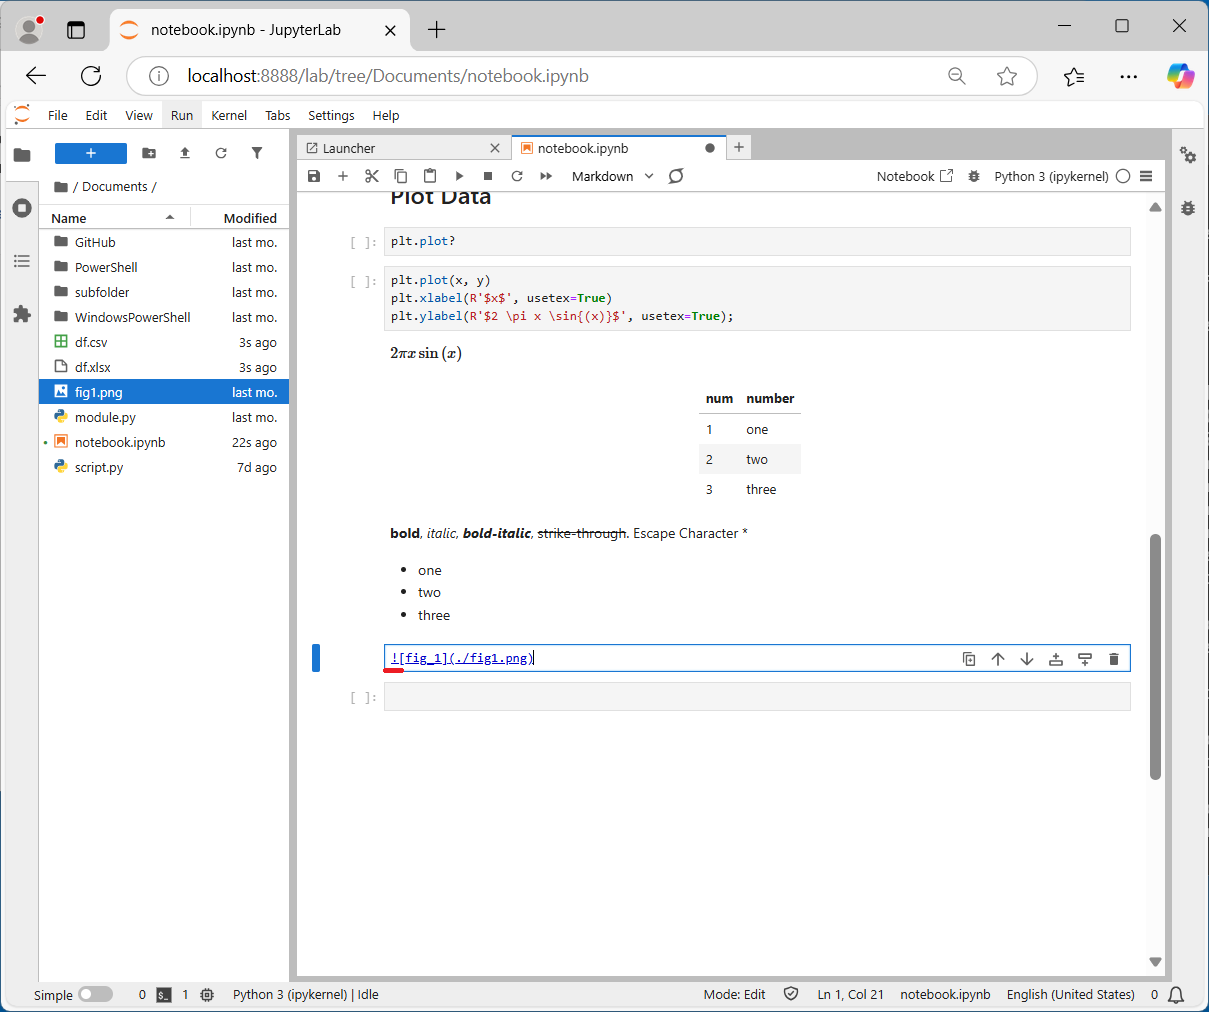 notebook.ipynb - JupyterLab
localhost:8888/lab/tree/Documents/notebook.ipynb
File Edit View Run Kernel Tabs Settings Help
/ Documents /
Name Modified
GitHub last mo.
PowerShell last mo.
subfolder last mo.
WindowsPowerShell last mo.
df.csv 3s ago
df.xlsx 3s ago
fig1.png last mo.
module.py last mo.
notebook.ipynb 22s ago
script.py 7d ago
Launcher
notebook.ipynb
Markdown
Notebook
Python 3 (ipykernel)
Plot Data
[ ]: plt.plot?
[ ]: plt.plot(x, y)
plt.xlabel(R'$x$', usetex=True)
plt.ylabel(R'$2 \pi x \sin{(x)}$', usetex=True);
2πx sin (x)
num number
1 one
2 two
3 three
bold, italic, bold-italic, strike-through. Escape Character *
• one
• two
• three
![fig_1](./fig1.png)
[ ]:
Simple 0 $_ 1 Python 3 (ipykernel) | Idle Mode: Edit Ln 1, Col 21 notebook.ipynb English (United States) 0